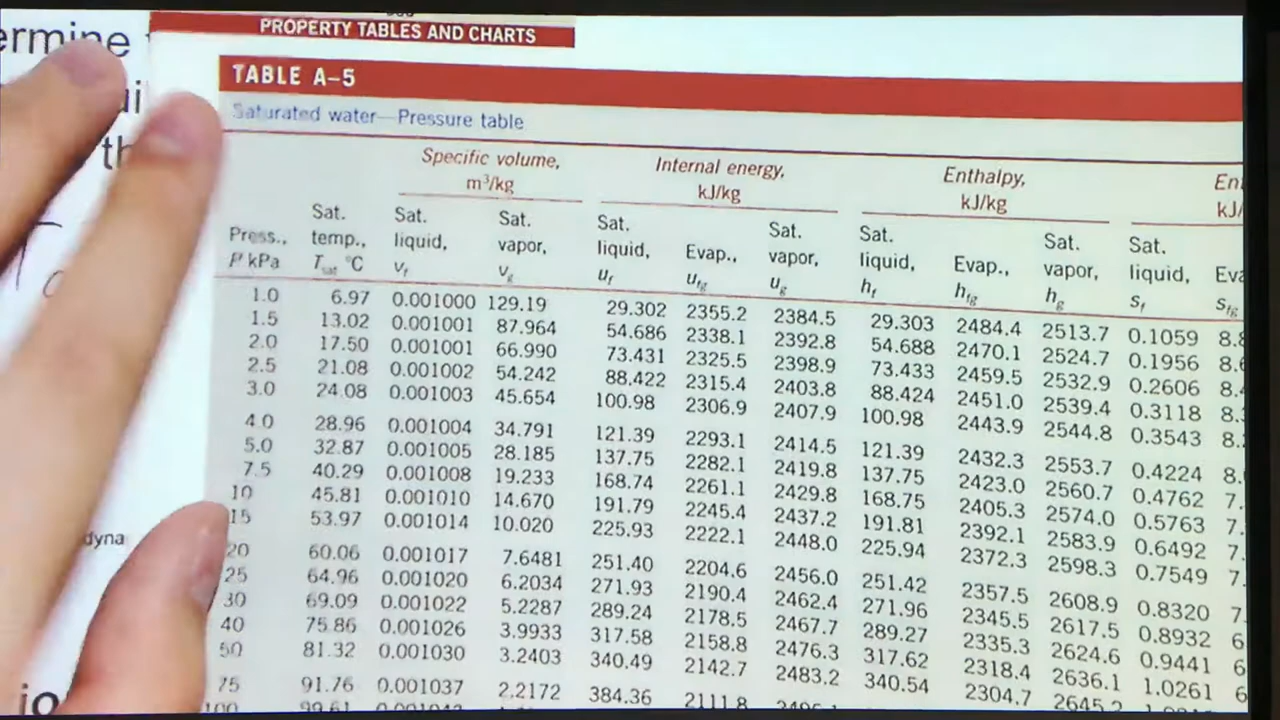 ermine
PROPERTY TABLES AND CHARTS
TABLE A–5
Saturated water—Pressure table
Specific volume, m³/kg
Internal energy, kJ/kg
Enthalpy, kJ/kg
Press., P kPa
Sat. temp., Tsat °C
Sat. liquid, vf
Sat. vapor, vg
Sat. liquid, uf
Evap., ufg
Sat. vapor, ug
Sat. liquid, hf
Evap., hfg
Sat. vapor, hg
Sat. liquid, sf
sfg
1.0 6.97 0.001000 129.19 29.302 2355.2 2384.5 29.303 2484.4 2513.7 0.1059
1.5 13.02 0.001001 87.964 54.686 2338.1 2392.8 54.688 2470.1 2524.7 0.1956
2.0 17.50 0.001001 66.990 73.431 2325.5 2398.9 73.433 2459.5 2532.9 0.2606
2.5 21.08 0.001002 54.242 88.422 2315.4 2403.8 88.424 2451.0 2539.4 0.3118
3.0 24.08 0.001003 45.654 100.98 2306.9 2407.9 100.98 2443.9 2544.8 0.3543
4.0 28.96 0.001004 34.791 121.39 2293.1 2414.5 121.39 2432.3 2553.7 0.4224
5.0 32.87 0.001005 28.185 137.75 2282.1 2419.8 137.75 2423.0 2560.7 0.4762
7.5 40.29 0.001008 19.233 168.74 2261.1 2429.8 168.75 2405.3 2574.0 0.5763
10 45.81 0.001010 14.670 191.79 2245.4 2437.2 191.81 2392.1 2583.9 0.6492
15 53.97 0.001014 10.020 225.93 2222.1 2448.0 225.94 2372.3 2598.3 0.7549
20 60.06 0.001017 7.6481 251.40 2204.6 2456.0 251.42 2357.5 2608.9 0.8320
25 64.96 0.001020 6.2034 271.93 2190.4 2462.4 271.96 2345.5 2617.5 0.8932
30 69.09 0.001022 5.2287 289.24 2178.5 2467.7 289.27 2335.3 2624.6 0.9441
40 75.86 0.001026 3.9933 317.58 2158.8 2476.3 317.62 2318.4 2636.1 1.0261
50 81.32 0.001030 3.2403 340.49 2142.7 2483.2 340.54 2304.7 2645.2
75 91.76 0.001037 2.2172 384.36 2111.8
100 99.61
dyna